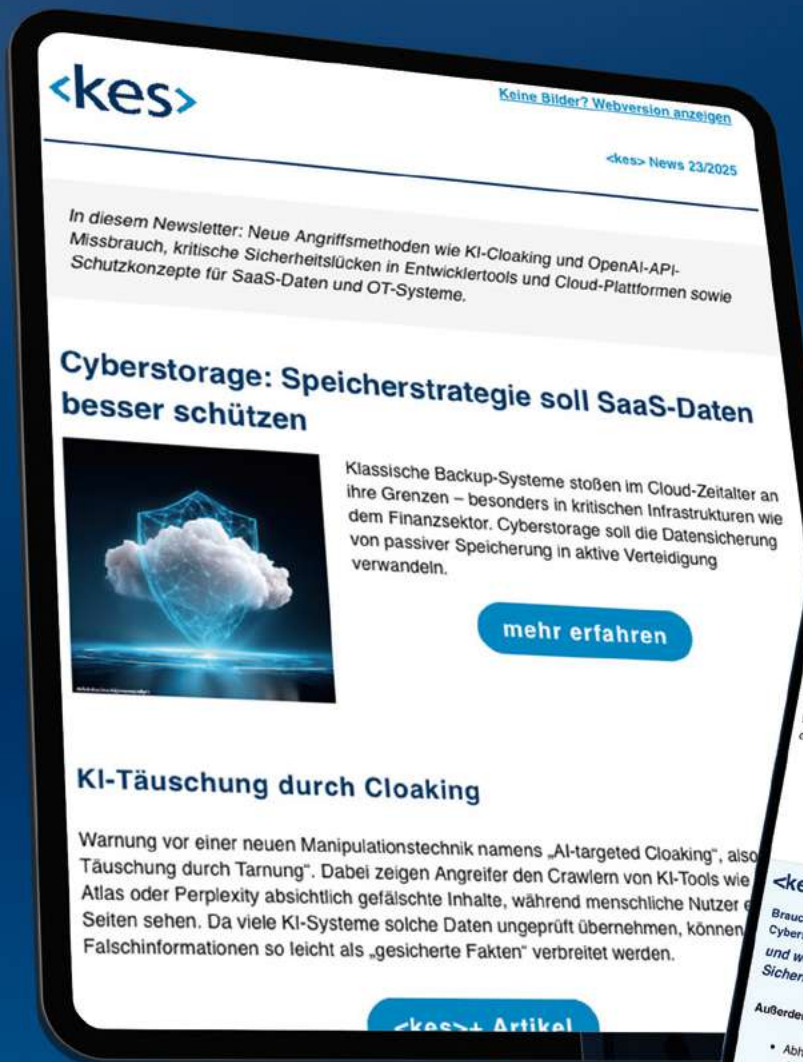 <kes>
Keine Bilder? Webversion anzeigen
<kes> News 23/2025
In diesem Newsletter: Neue Angriffsmethoden wie KI-Cloaking und OpenAI-API-
Missbrauch, kritische Sicherheitslücken in Entwicklertools und Cloud-Plattformen sowie
Schutzkonzepte für SaaS-Daten und OT-Systeme.
Cyberstorage: Speicherstrategie soll SaaS-Daten
besser schützen
Klassische Backup-Systeme stoßen im Cloud-Zeitalter an
ihre Grenzen – besonders in kritischen Infrastrukturen wie
dem Finanzsektor. Cyberstorage soll die Datensicherung
von passiver Speicherung in aktive Verteidigung
verwandeln.
mehr erfahren
KI-Täuschung durch Cloaking
Warnung vor einer neuen Manipulationstechnik namens „AI-targeted Cloaking“, also
Täuschung durch Tarnung“. Dabei zeigen Angreifer den Crawlern von KI-Tools wie
Atlas oder Perplexity absichtlich gefälschte Inhalte, während menschliche Nutzer
Seiten sehen. Da viele KI-Systeme solche Daten ungeprüft übernehmen, können
Falschinformationen so leicht als „gesicherte Fakten“ verbreitet werden.
<kes>+ Artikel
<ke
Brauc
Cyber
und w
Sicher
Außerde
• Abh